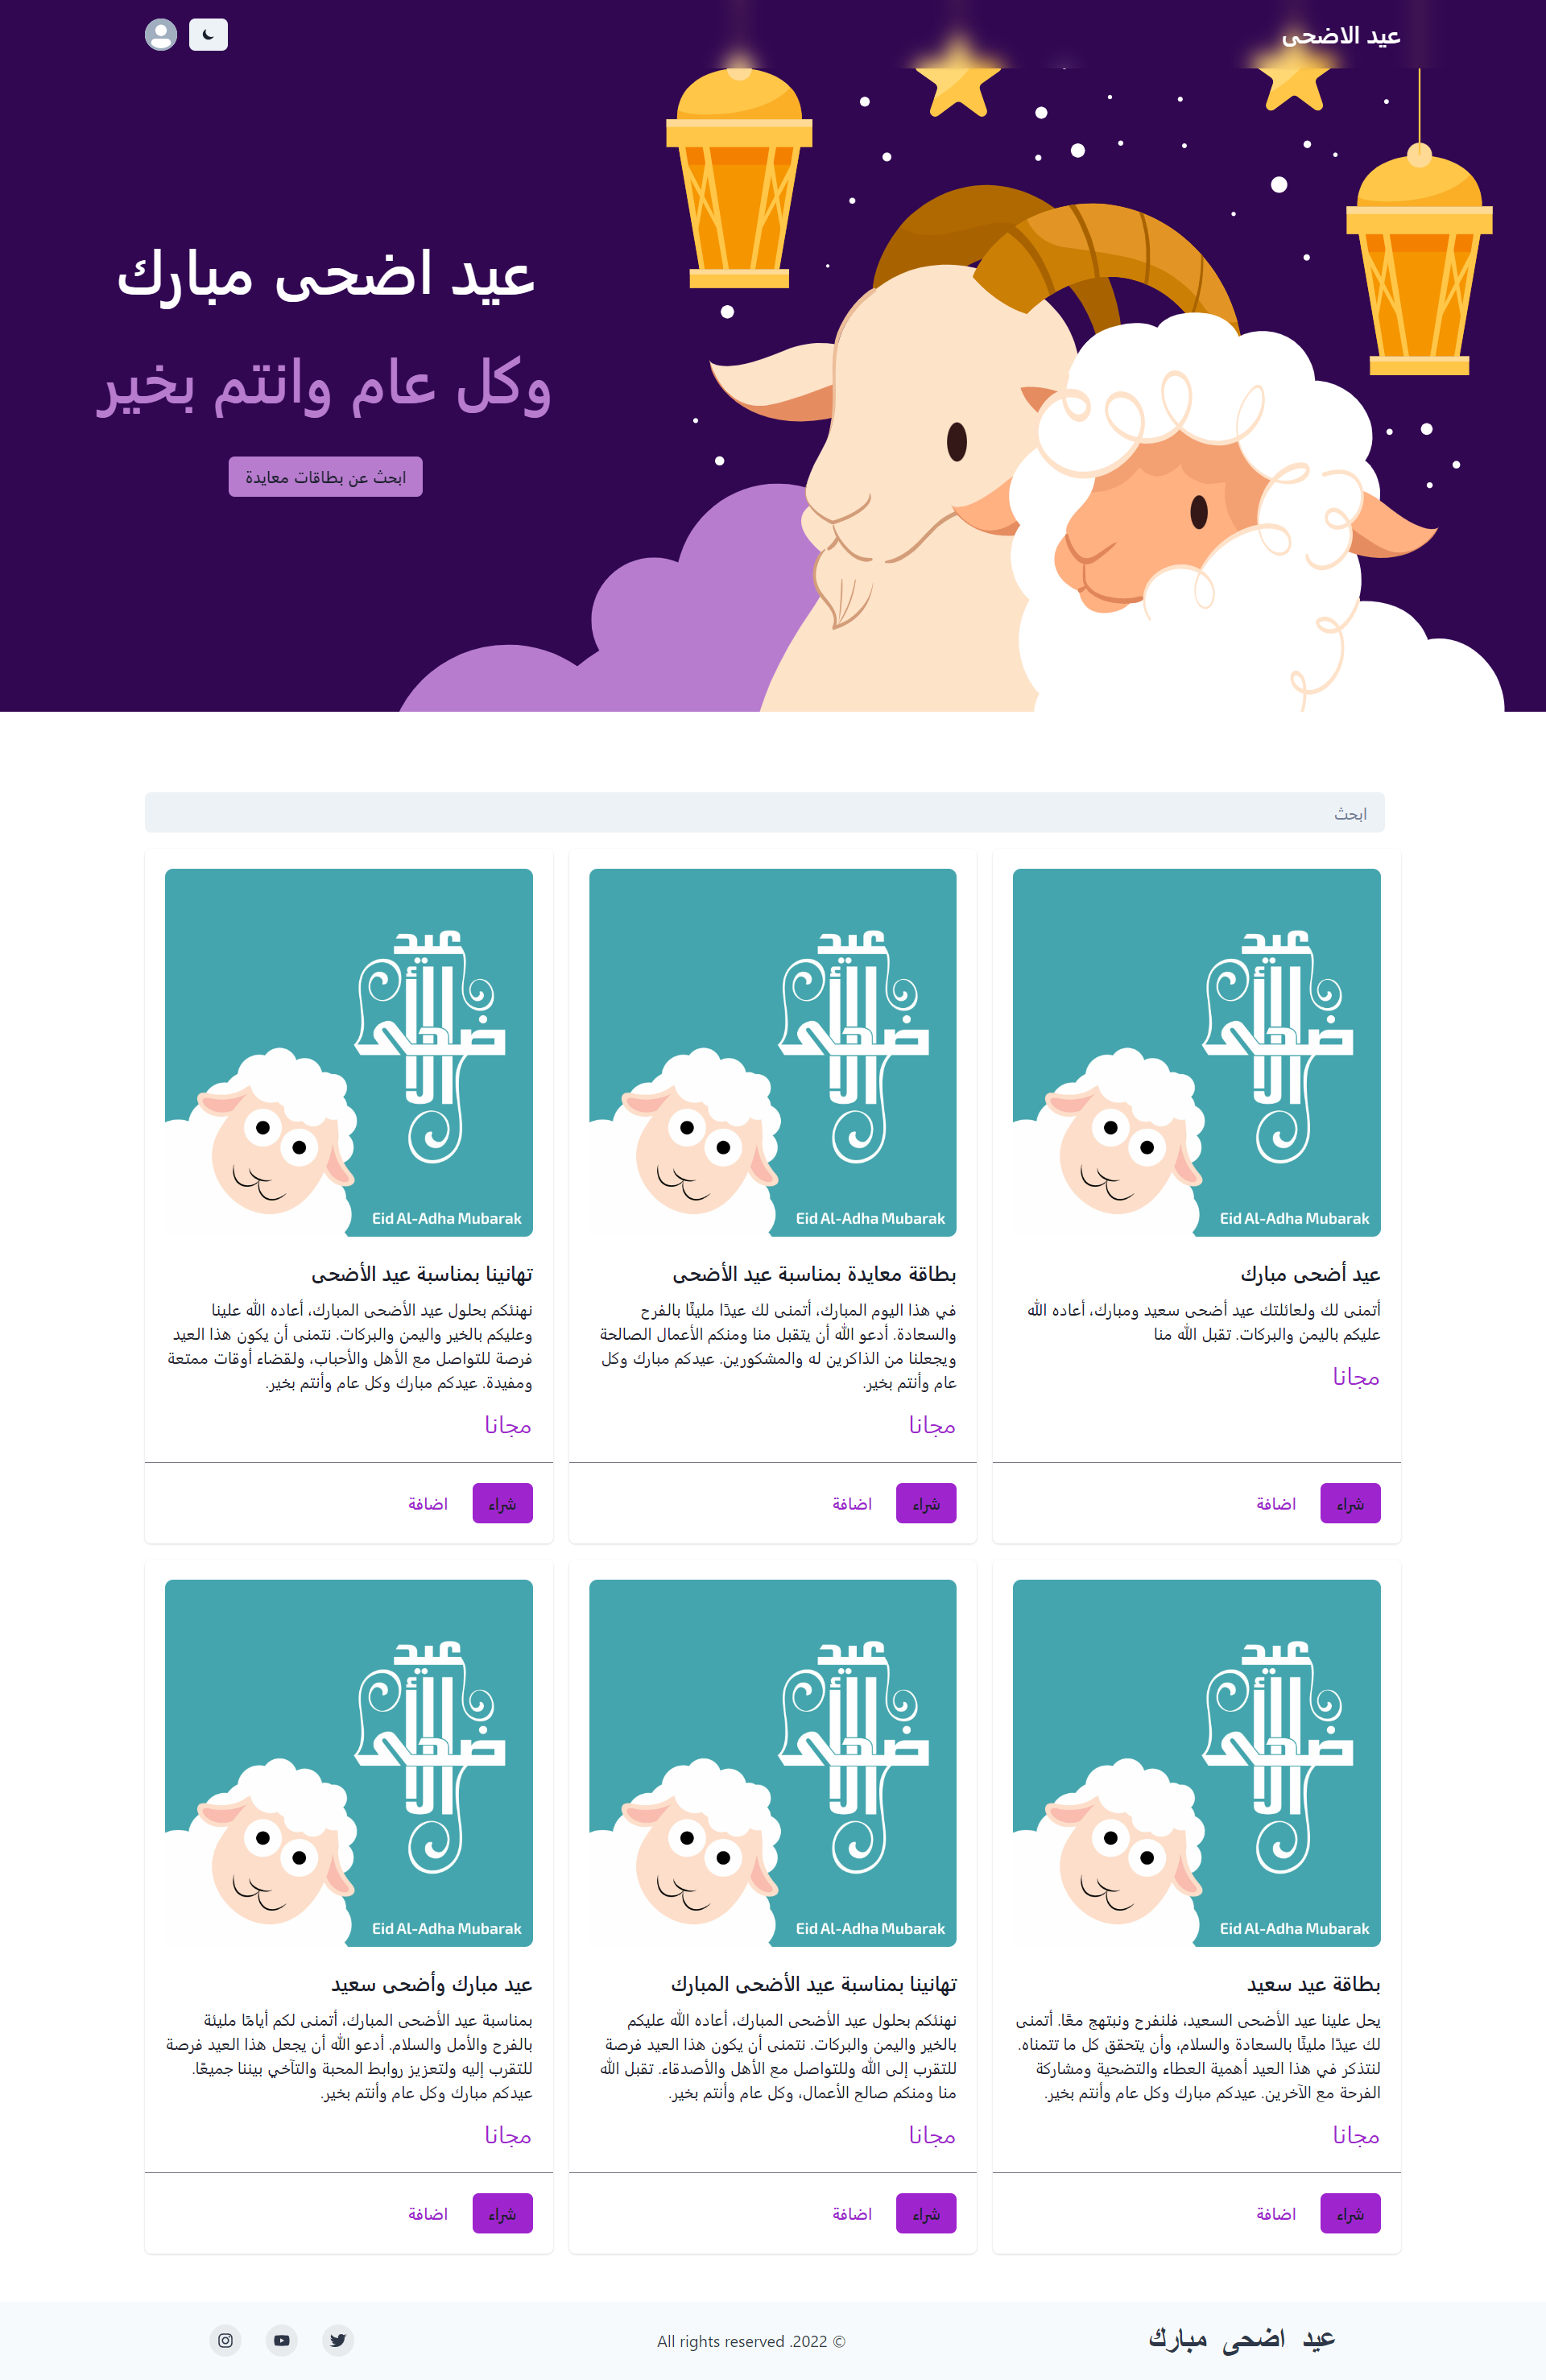 عيد الاضحى
عيد اضحى مبارك
وكل عام وانتم بخير
ابحث عن بطاقات معايدة
ابحث
عيد الأضحى
Eid Al-Adha Mubarak
عيد أضحى مبارك
أتمنى لك ولعائلتك عيد أضحى سعيد ومبارك، أعاده الله
عليكم باليمن والبركات. تقبل الله منا
مجانا
شراء
اضافة
عيد الأضحى
Eid Al-Adha Mubarak
بطاقة معايدة بمناسبة عيد الأضحى
في هذا اليوم المبارك، أتمنى لك عيدًا مليئًا بالفرح
والسعادة. أدعو الله أن يتقبل منا ومنكم الأعمال الصالحة
ويجعلنا من الذاكرين له والمشكورين. عيدكم مبارك وكل
عام وأنتم بخير.
مجانا
شراء
اضافة
عيد الأضحى
Eid Al-Adha Mubarak
تهانينا بمناسبة عيد الأضحى
نهنئكم بحلول عيد الأضحى المبارك، أعاده الله علينا
وعليكم بالخير واليمن والبركات. نتمنى أن يكون هذا العيد
فرصة للتواصل مع الأهل والأحباب، ولقضاء أوقات ممتعة
ومفيدة. عيدكم مبارك وكل عام وأنتم بخير.
مجانا
شراء
اضافة
عيد الأضحى
Eid Al-Adha Mubarak
بطاقة عيد سعيد
يحل علينا عيد الأضحى السعيد، فلنفرح ونبتهج معًا. أتمنى
لك عيدًا مليئًا بالسعادة والسلام، وأن يتحقق كل ما تتمناه.
لنتذكر في هذا العيد أهمية العطاء والتضحية ومشاركة
الفرحة مع الآخرين. عيدكم مبارك وكل عام وأنتم بخير.
مجانا
شراء
اضافة
عيد الأضحى
Eid Al-Adha Mubarak
تهانينا بمناسبة عيد الأضحى المبارك
نهنئكم بحلول عيد الأضحى المبارك، أعاده الله عليكم
بالخير واليمن والبركات. نتمنى أن يكون هذا العيد فرصة
للتقرب إلى الله وللتواصل مع الأهل والأصدقاء. تقبل الله
منا ومنكم صالح الأعمال، وكل عام وأنتم بخير.
مجانا
شراء
اضافة
عيد الأضحى
Eid Al-Adha Mubarak
عيد مبارك وأضحى سعيد
بمناسبة عيد الأضحى المبارك، أتمنى لكم أيامًا مليئة
بالفرح والأمل والسلام. أدعو الله أن يجعل هذا العيد فرصة
للتقرب إليه ولتعزيز روابط المحبة والتآخي بيننا جميعًا.
عيدكم مبارك وكل عام وأنتم بخير.
مجانا
شراء
اضافة
عيد اضحى مبارك
© 2022. All rights reserved